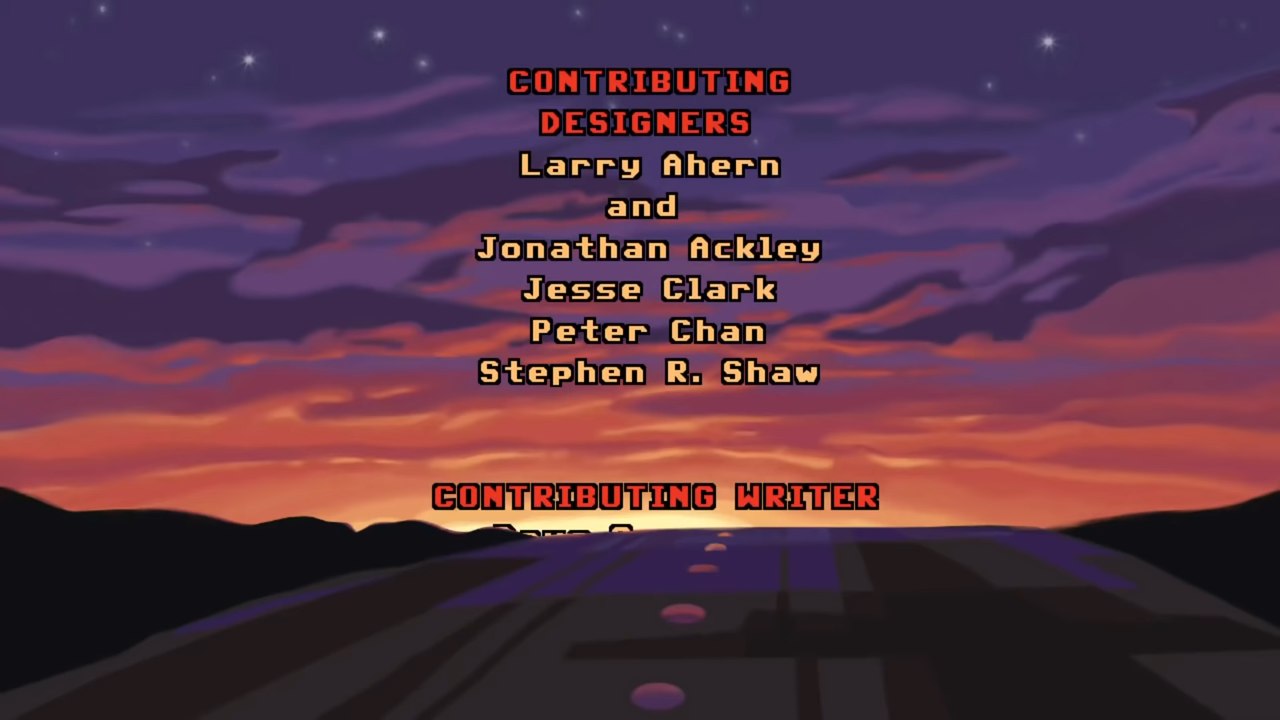 CONTRIBUTING
DESIGNERS
Larry Ahern
and
Jonathan Ackley
Jesse Clark
Peter Chan
Stephen R. Shaw
CONTRIBUTING WRITER